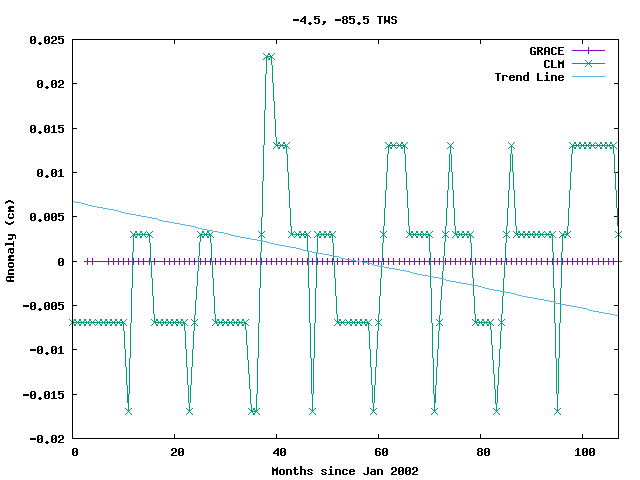 -4.5, -85.5 TWS
GRACE
CLM
Trend Line
0.025
0.02
0.015
0.01
0.005
0
-0.005
-0.01
-0.015
-0.02
Anomaly (cm)
0 20 40 60 80 100
Months since Jan 2002